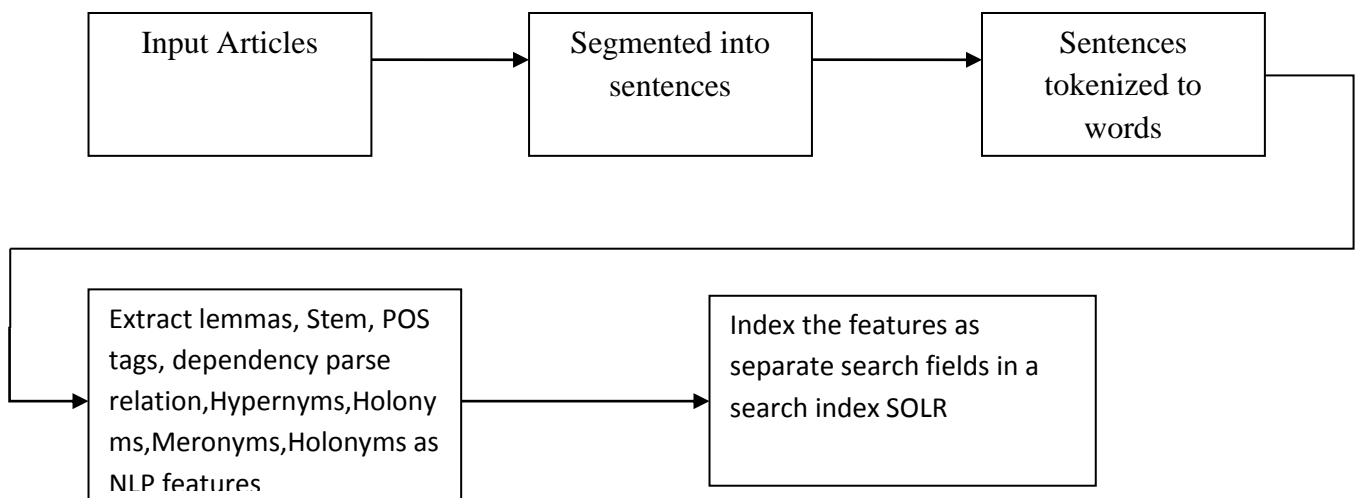 Input Articles
Segmented into
sentences
Sentences
tokenized to
words
Extract lemmas, Stem, POS
tags, dependency parse
relation,Hypernyms,Holony
ms,Meronyms,Holonyms as
NLP features
Index the features as
separate search fields in a
search index SOLR